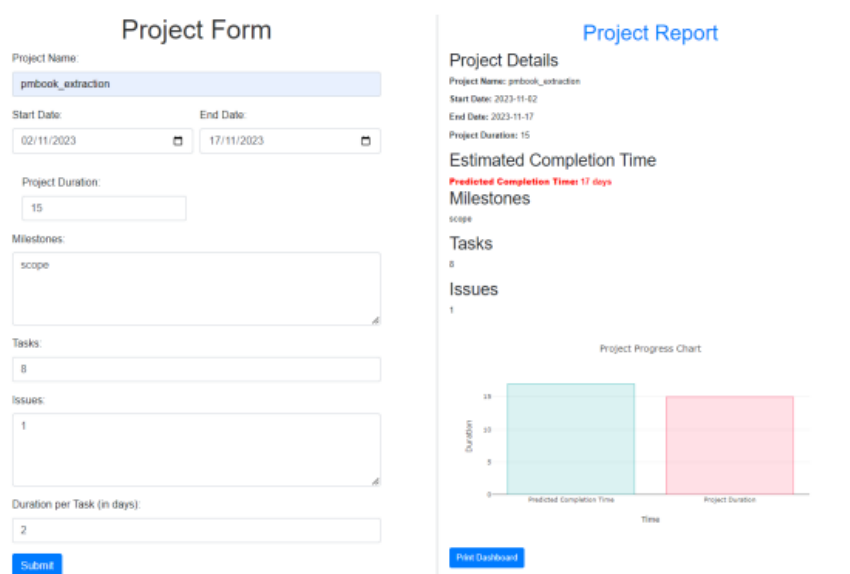 Project Form
Project Name:
pmbook_extraction
Start Date:
End Date:
02/11/2023
17/11/2023
Project Duration:
15
Milestones:
scope
Tasks:
8
Issues:
1
Duration per Task (in days):
2
Submit
Project Report
Project Details
Project Name: pmbook_extraction
Start Date: 2023-11-02
End Date: 2023-11-17
Project Duration: 15
Estimated Completion Time
Predicted Completion Time: 17 days
Milestones
scope
Tasks
8
Issues
1
Project Progress Chart
Duration
15
10
5
0
Predicted Completion Time
Project Duration
Time
Print Dashboard